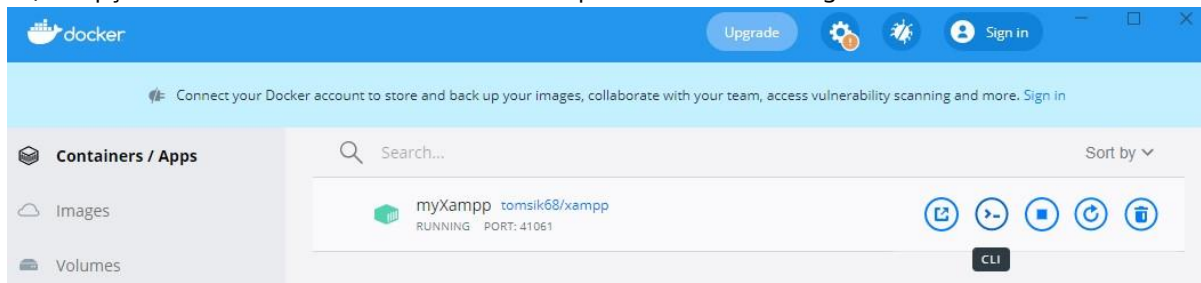 docker
Upgrade
Sign in
Connect your Docker account to store and back up your images, collaborate with your team, access vulnerability scanning and more. Sign in
Containers / Apps
Search...
Sort by
Images
myXampp tomsik68/xampp
RUNNING PORT: 41061
Volumes
CLI